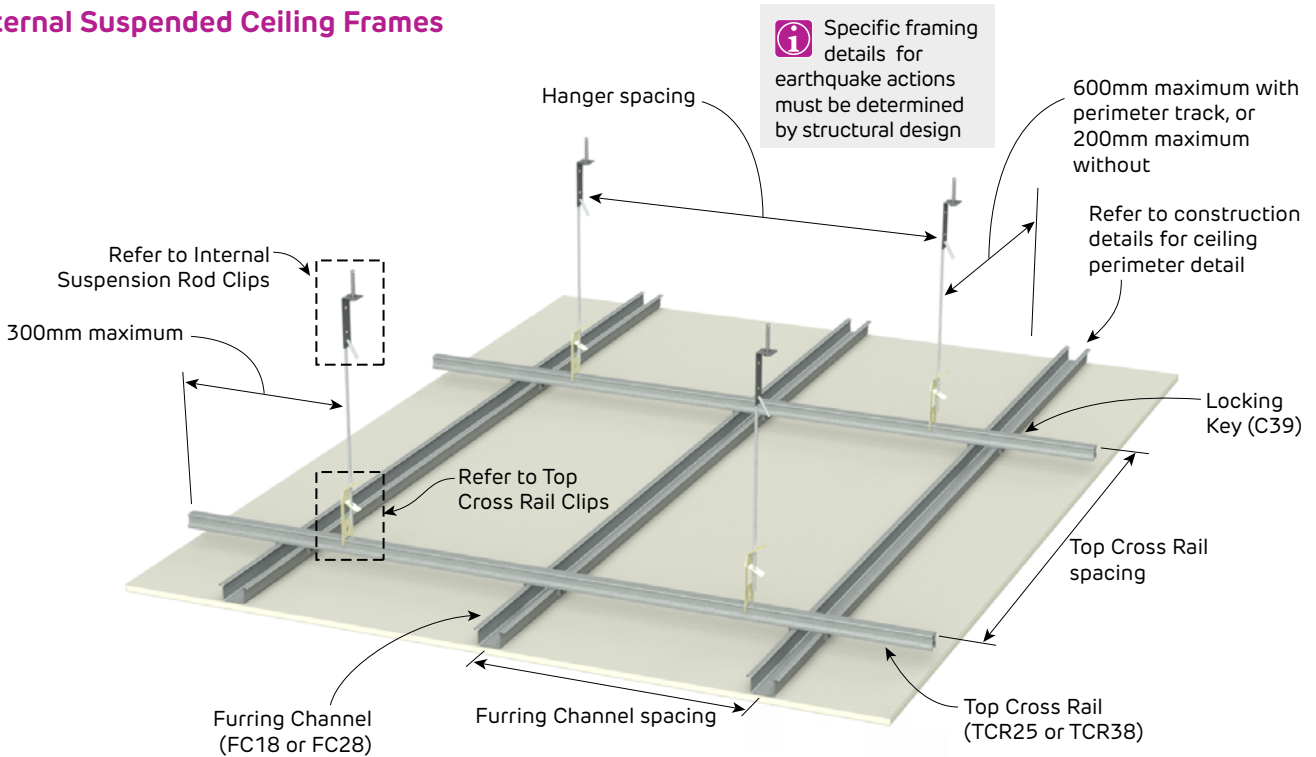 ternal Suspended Ceiling Frames
Specific framing
details for
earthquake actions
must be determined
by structural design
Hanger spacing
600mm maximum with
perimeter track, or
200mm maximum
without
Refer to construction
details for ceiling
perimeter detail
Refer to Internal
Suspension Rod Clips
300mm maximum
Locking
Key (C39)
Refer to Top
Cross Rail Clips
Top Cross Rail
spacing
Furring Channel
(FC18 or FC28)
Furring Channel spacing
Top Cross Rail
(TCR25 or TCR38)